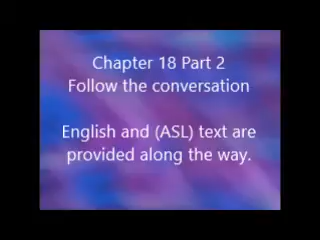 Chapter 18 Part 2
Follow the conversation
English and (ASL) text are
provided along the way.